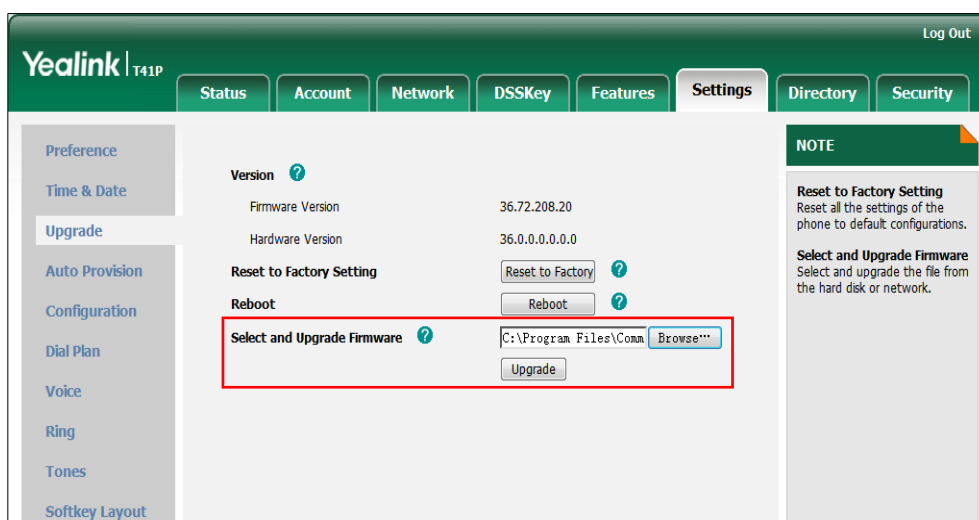 Log Out
Yealink | T41P
Status Account Network DSSKey Features Settings Directory Security
Preference
Time & Date
Upgrade
Auto Provision
Configuration
Dial Plan
Voice
Ring
Tones
Softkey Layout
Version ?
Firmware Version 36.72.208.20
Hardware Version 36.0.0.0.0.0.0
Reset to Factory Setting Reset to Factory ?
Reboot Reboot ?
Select and Upgrade Firmware ? C:\Program Files\Comm Browse...
Upgrade
NOTE
Reset to Factory Setting
Reset all the settings of the
phone to default configurations.
Select and Upgrade Firmware
Select and upgrade the file from
the hard disk or network.